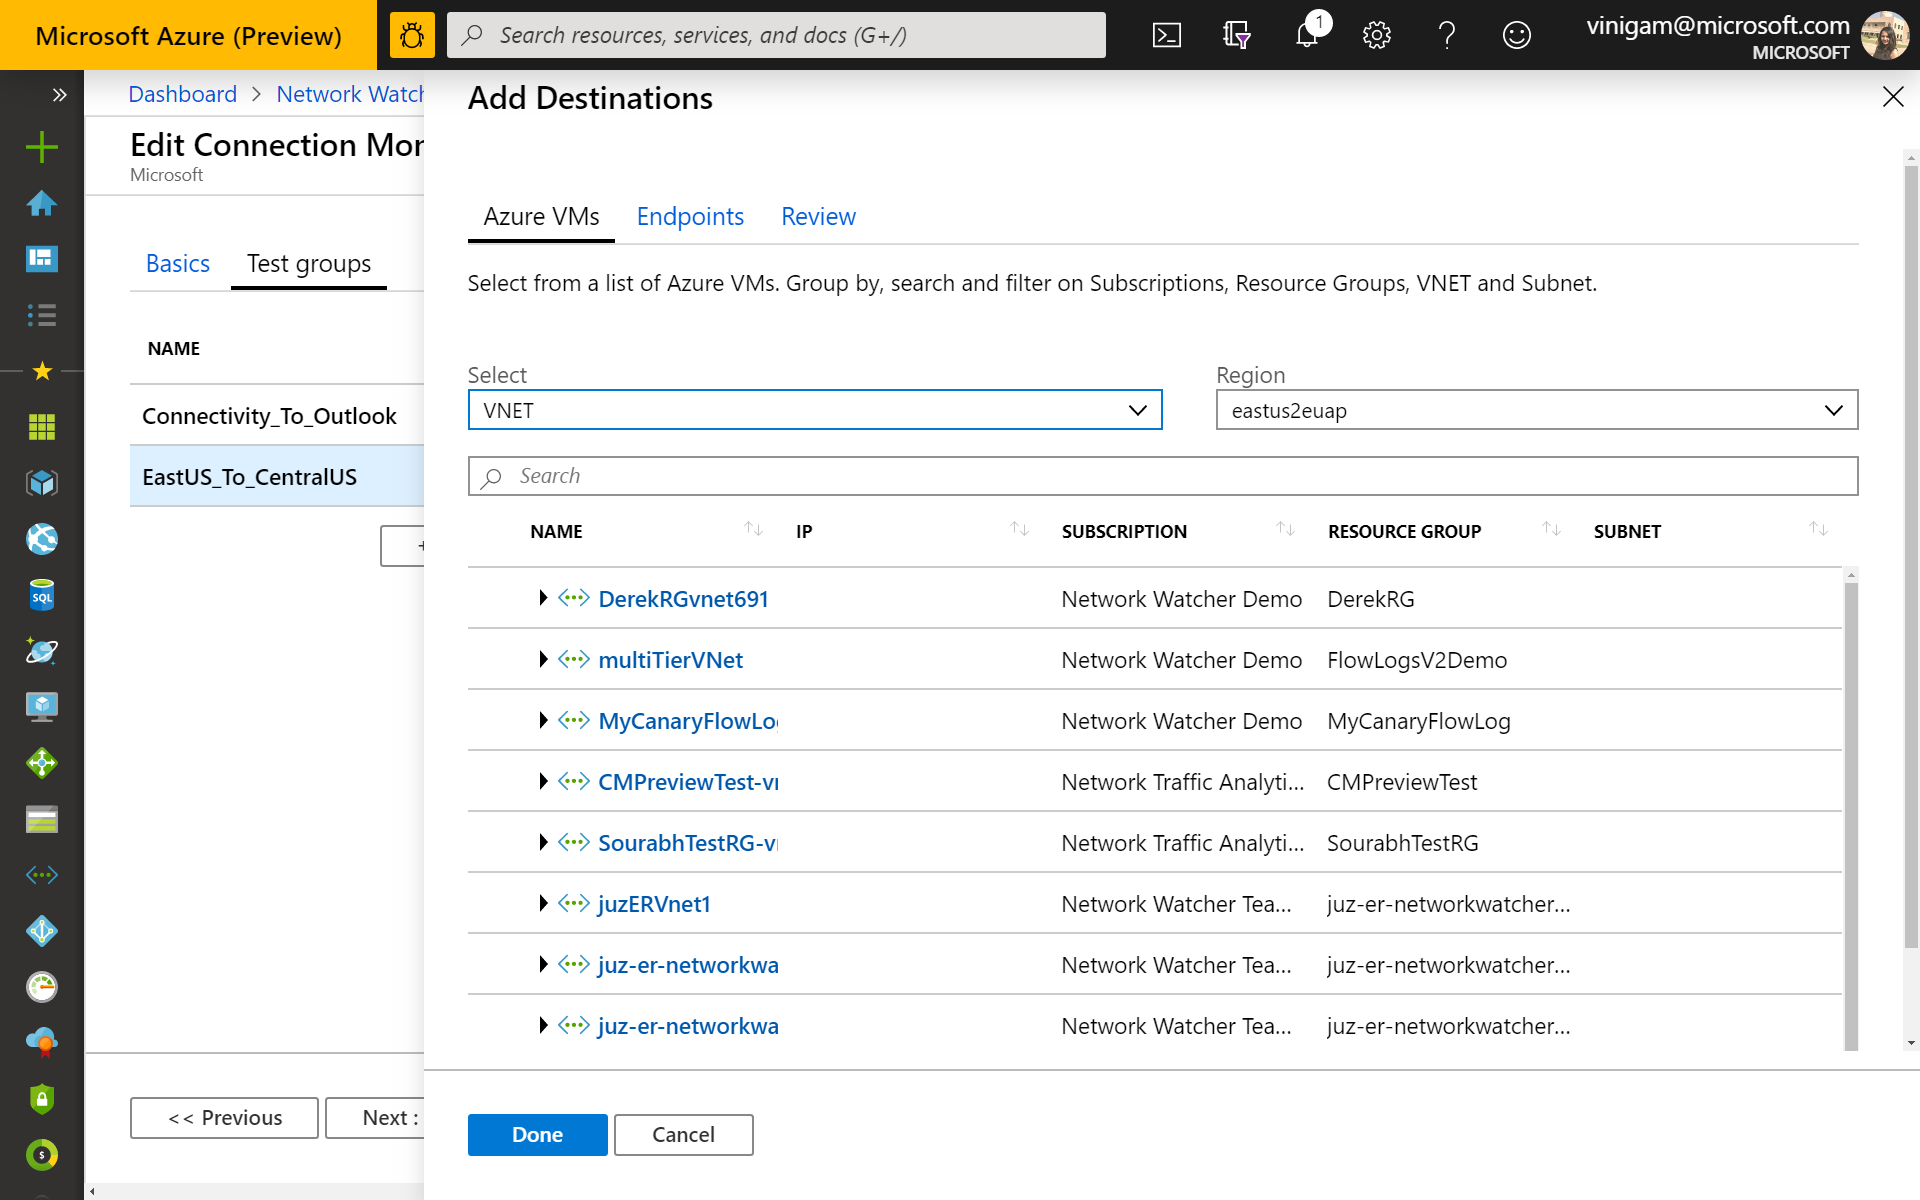 Microsoft Azure (Preview)
Search resources, services, and docs (G+/)
1
vinigam@microsoft.com
MICROSOFT
Dashboard > Network Watch
Edit Connection Mon
Microsoft
Basics
Test groups
NAME
Connectivity_To_Outlook
EastUS_To_CentralUS
+
<< Previous
Next :
Add Destinations
Azure VMs
Endpoints
Review
Select from a list of Azure VMs. Group by, search and filter on Subscriptions, Resource Groups, VNET and Subnet.
Select
VNET
Region
eastus2euap
Search
NAME IP SUBSCRIPTION RESOURCE GROUP SUBNET
DerekRGvnet691 Network Watcher Demo DerekRG
multiTierVNet Network Watcher Demo FlowLogsV2Demo
MyCanaryFlowLog Network Watcher Demo MyCanaryFlowLog
CMPreviewTest-vn Network Traffic Analyti... CMPreviewTest
SourabhTestRG-vn Network Traffic Analyti... SourabhTestRG
juzERVnet1 Network Watcher Tea... juz-er-networkwatcher...
juz-er-networkwa Network Watcher Tea... juz-er-networkwatcher...
juz-er-networkwa Network Watcher Tea... juz-er-networkwatcher...
Done
Cancel
SQL
$